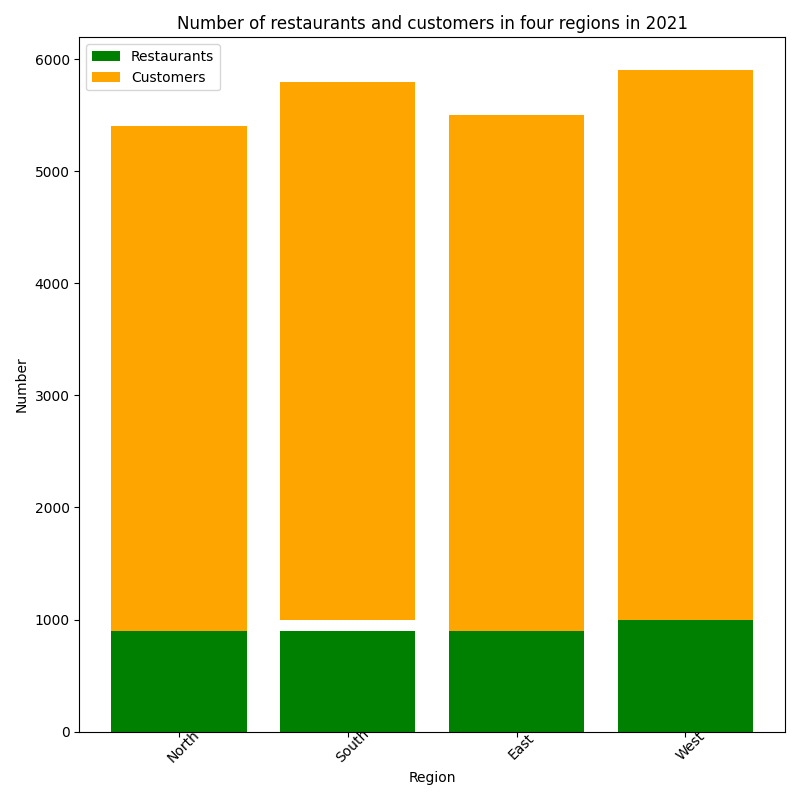 Number of restaurants and customers in four regions in 2021
Restaurants
Customers
6000
5000
4000
3000
2000
1000
0
Number
North
South
East
West
Region